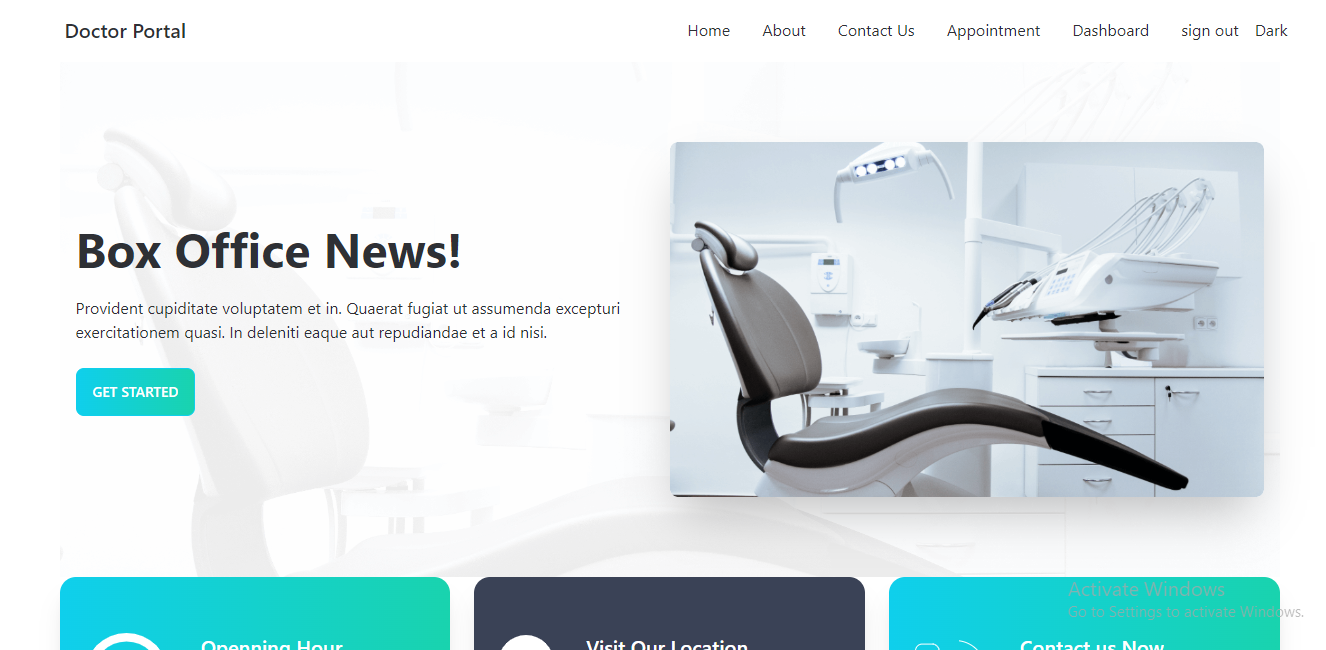 Doctor Portal
Home About Contact Us Appointment Dashboard sign out Dark
Box Office News!
Provident cupiditate voluptatem et in. Quaerat fugiat ut assumenda excepturi
exercitationem quasi. In deleniti eaque aut repudiandae et a id nisi.
GET STARTED
Activate Windows
Go to Settings to activate Windows.
Openning Hour
Visit Our Location
Contact us Now